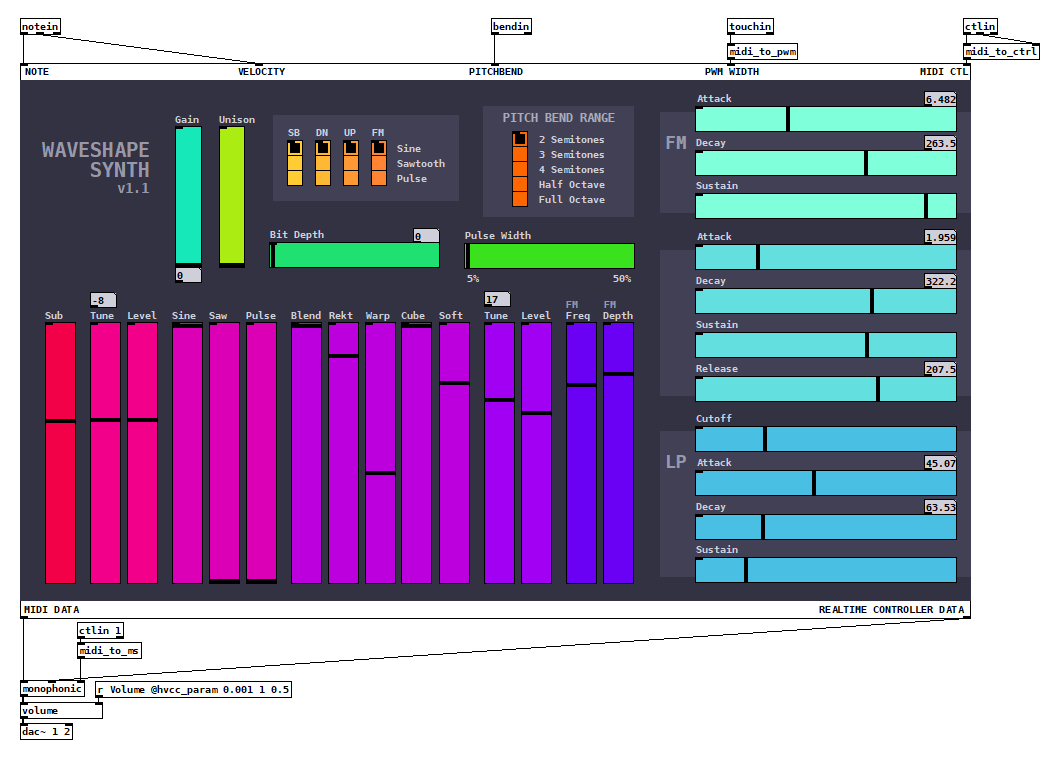 notein
bendin
touchin
ctlin
midi_to_pwm
midi_to_ctrl
NOTE
VELOCITY
PITCHBEND
PWM WIDTH
MIDI CTL
WAVESHAPE
SYNTH
v1.1
Gain
Unison
0
SB DN UP FM
Sine
Sawtooth
Pulse
PITCH BEND RANGE
2 Semitones
3 Semitones
4 Semitones
Half Octave
Full Octave
Bit Depth
0
Pulse Width
5%
50%
FM
Attack
6.482
Decay
263.5
Sustain
Attack
1.959
Decay
322.2
Sustain
Release
207.5
LP
Cutoff
Attack
45.07
Decay
63.53
Sustain
-8
17
FM
FM
Sub
Tune
Level
Sine
Saw
Pulse
Blend
Rekt
Warp
Cube
Soft
Tune
Level
Freq
Depth
MIDI DATA
REALTIME CONTROLLER DATA
ctlin 1
midi_to_ms
monophonic
r Volume @hvcc_param 0.001 1 0.5
volume
dac~ 1 2